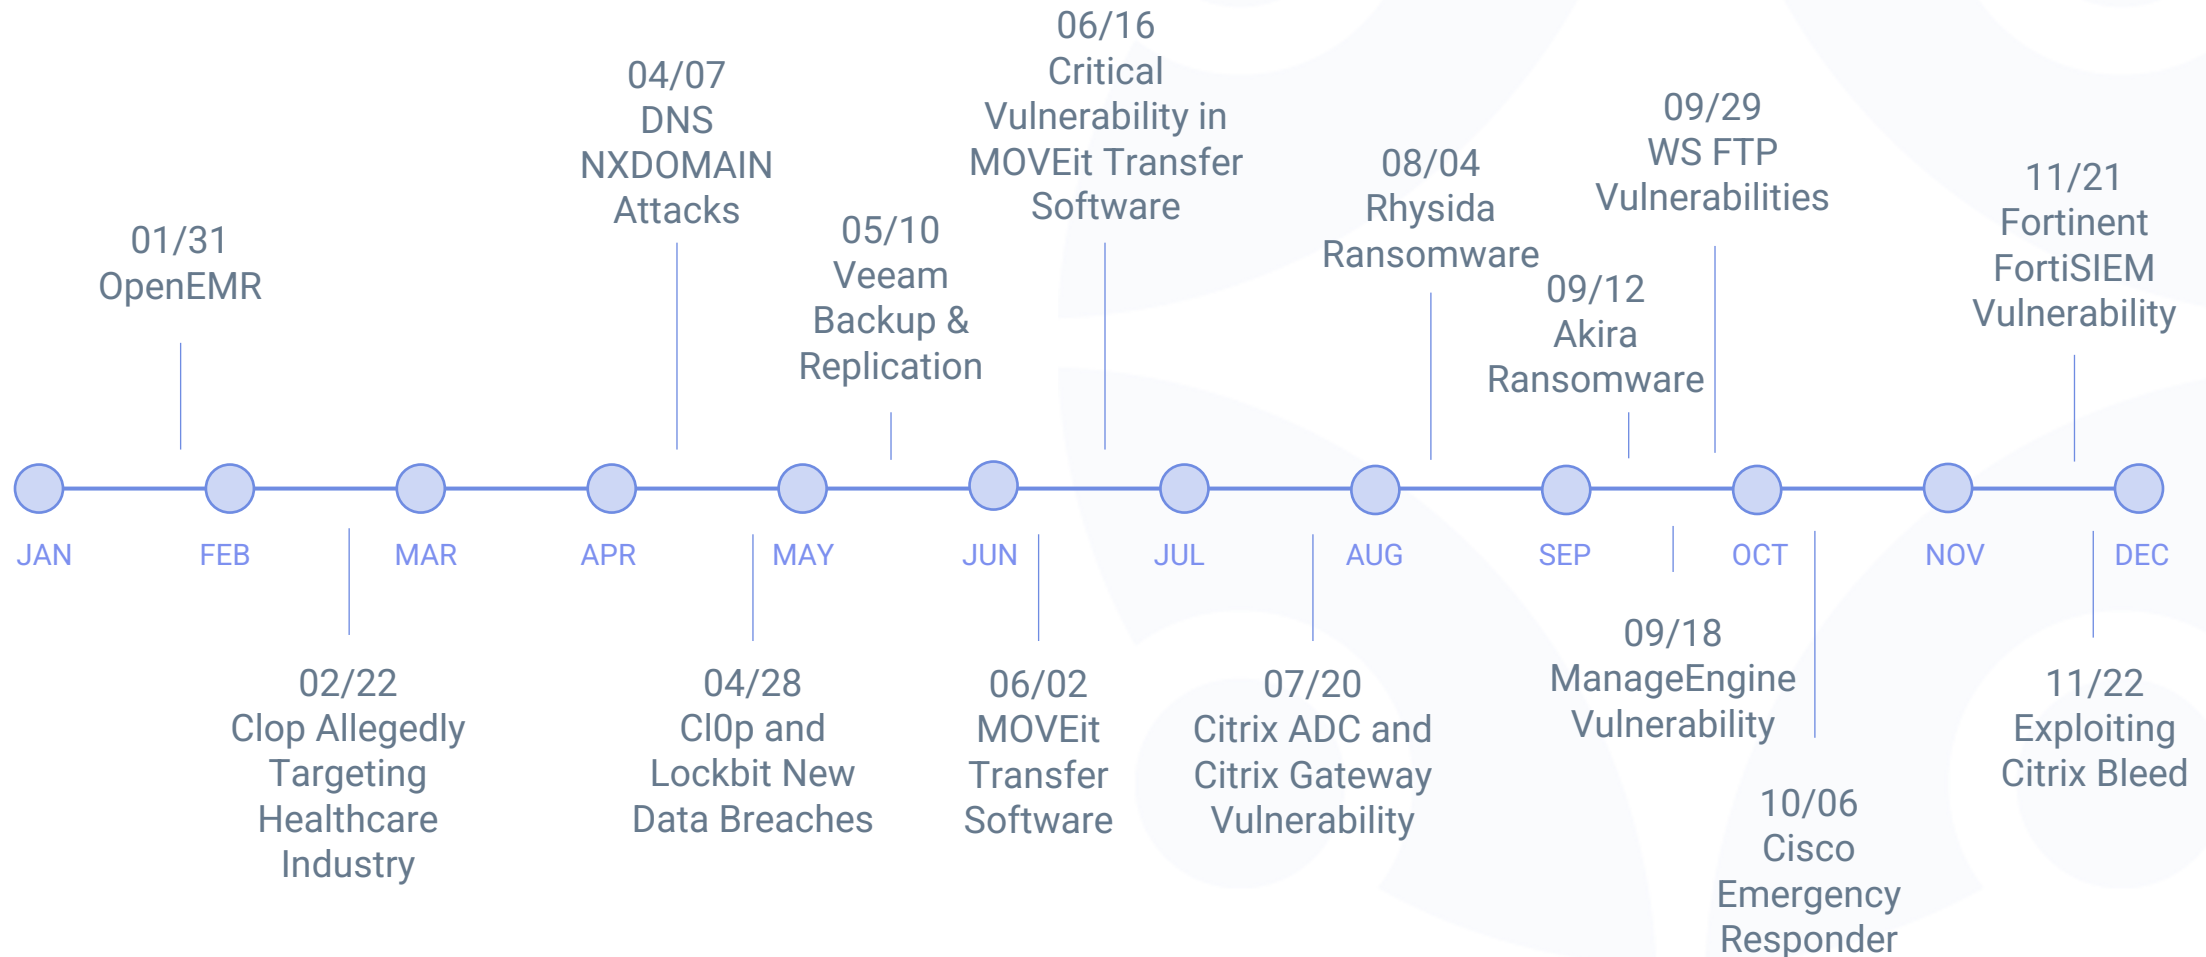 01/31
OpenEMR
04/07
DNS
NXDOMAIN
Attacks
05/10
Veeam
Backup &
Replication
06/16
Critical
Vulnerability in
MOVEit Transfer
Software
08/04
Rhysida
Ransomware
09/12
Akira
Ransomware
09/29
WS FTP
Vulnerabilities
11/21
Fortinent
FortiSIEM
Vulnerability
JAN
FEB
MAR
APR
MAY
JUN
JUL
AUG
SEP
OCT
NOV
DEC
02/22
Clop Allegedly
Targeting
Healthcare
Industry
04/28
Cl0p and
Lockbit New
Data Breaches
06/02
MOVEit
Transfer
Software
07/20
Citrix ADC and
Citrix Gateway
Vulnerability
09/18
ManageEngine
Vulnerability
10/06
Cisco
Emergency
Responder
11/22
Exploiting
Citrix Bleed